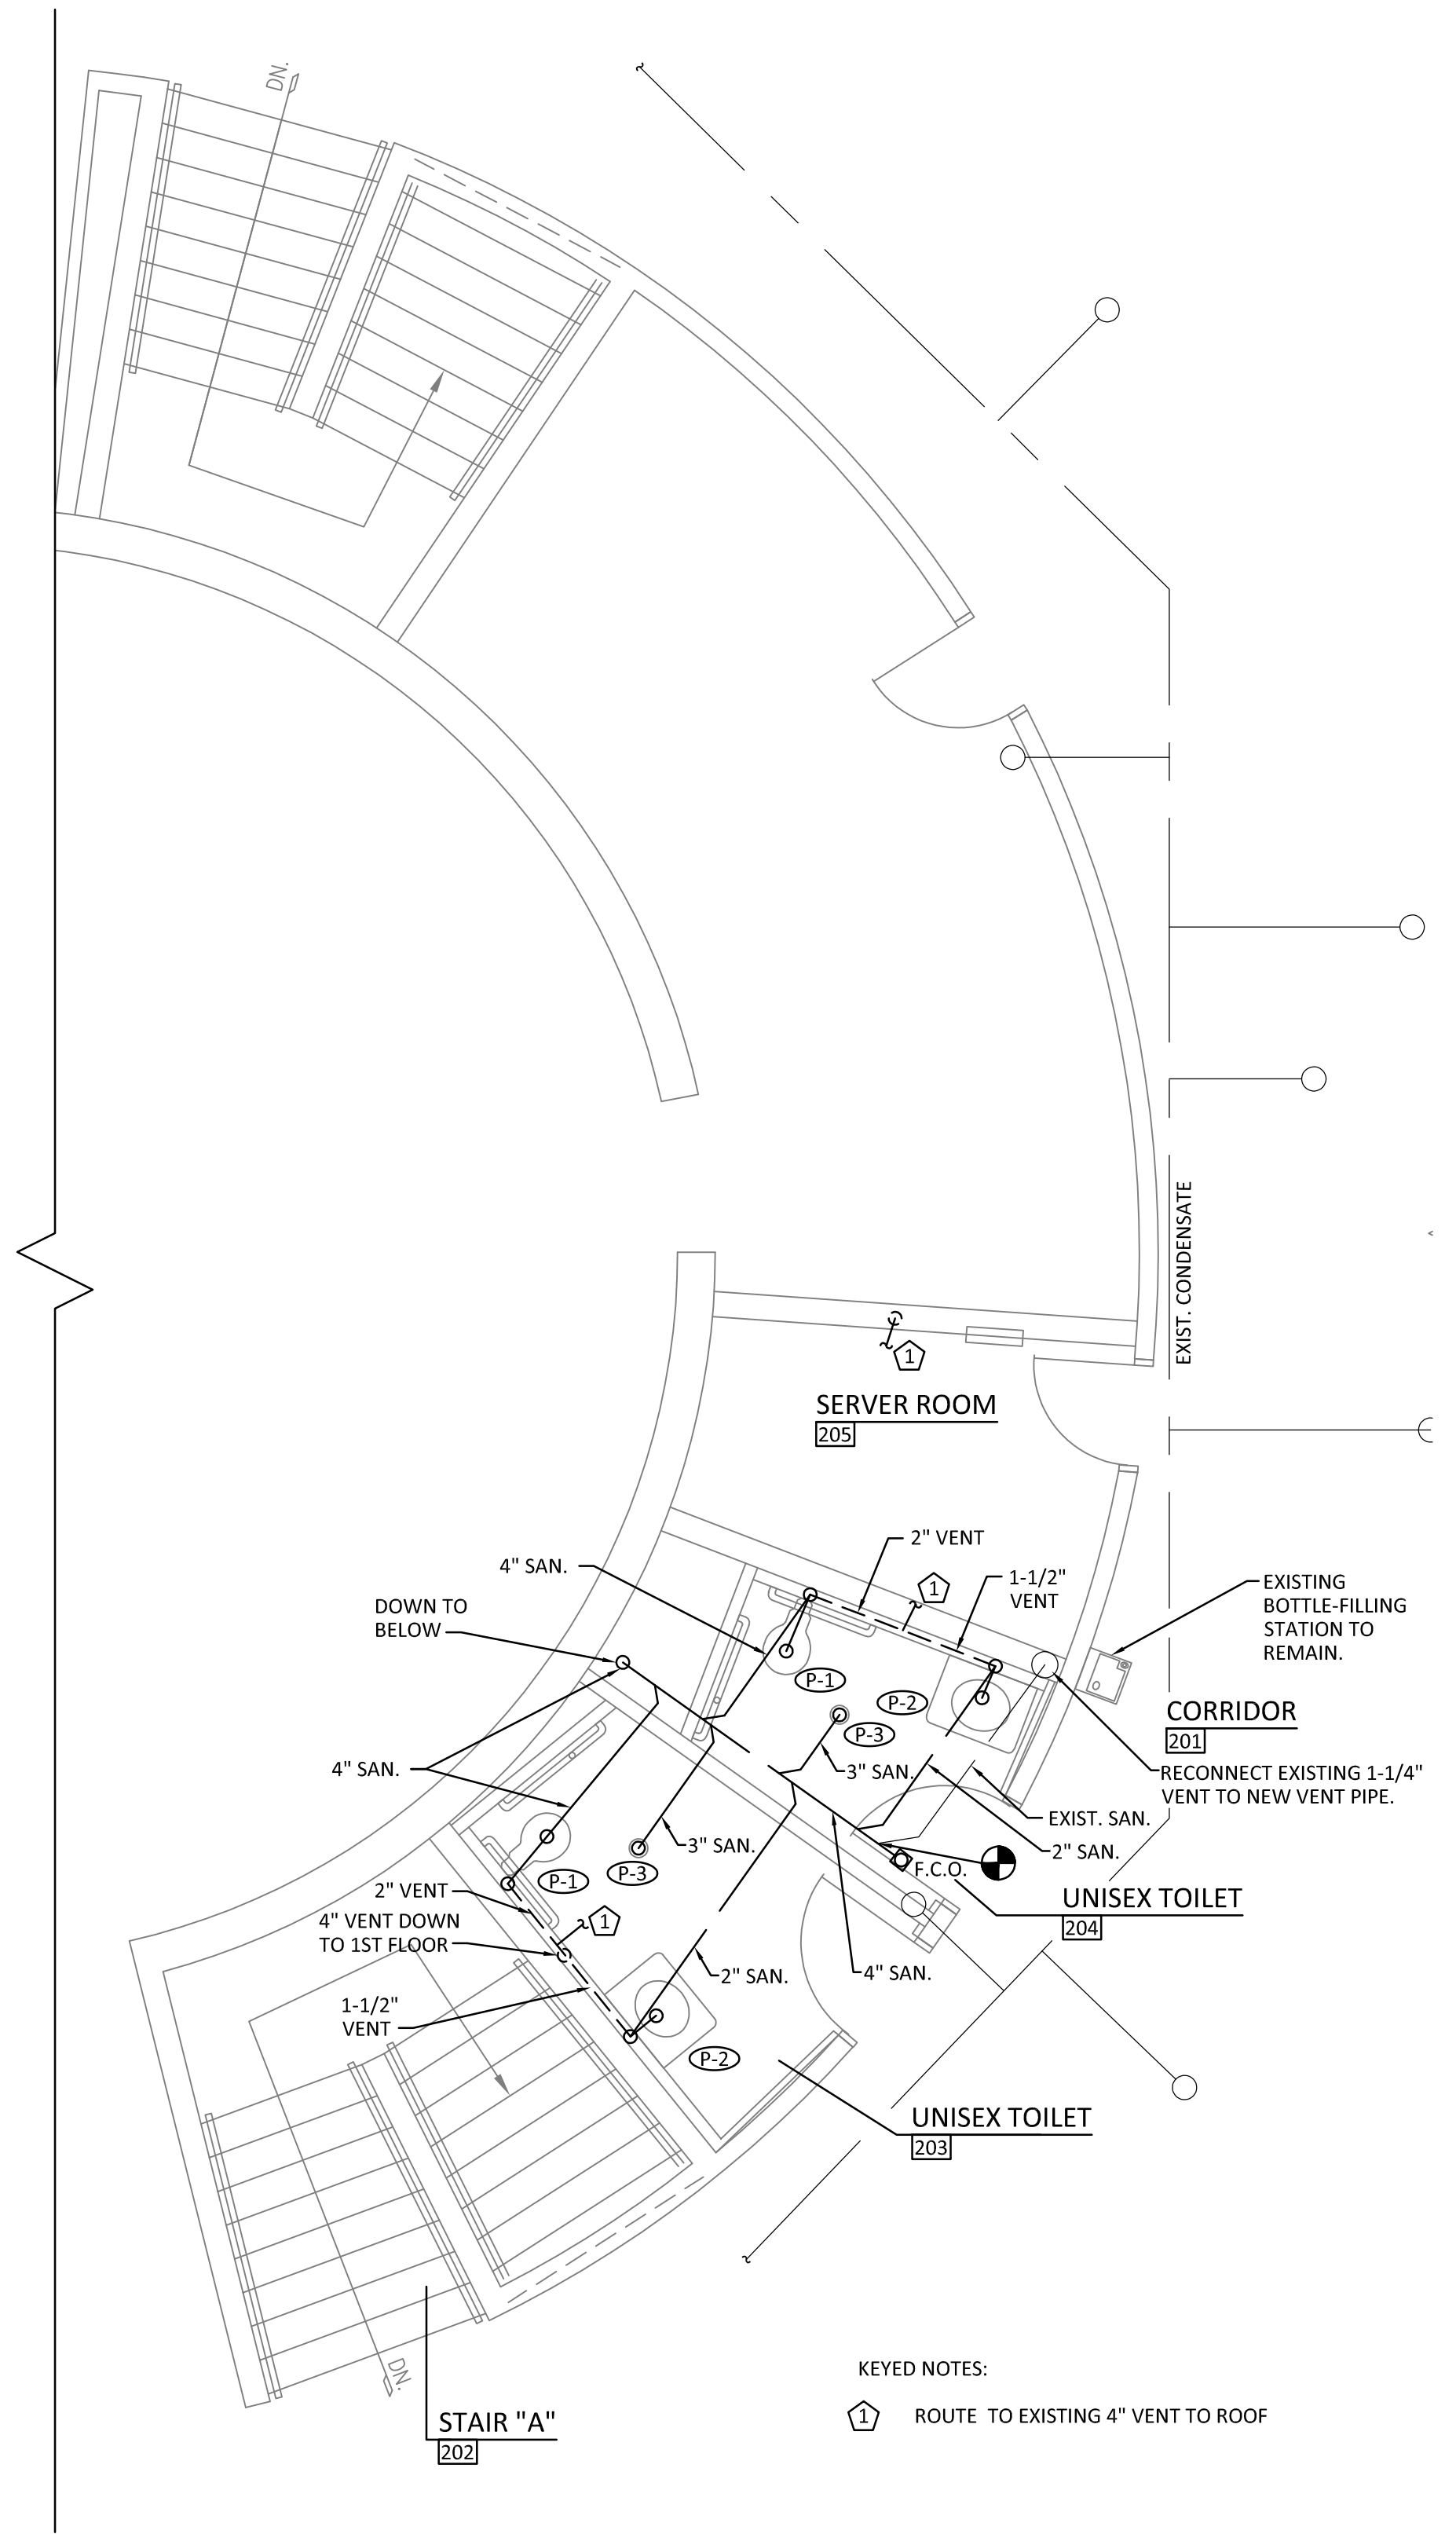 DN.
EXIST. CONDENSATE
1
SERVER ROOM
205
2" VENT
4" SAN.
1
1-1/2"
VENT
EXISTING
BOTTLE-FILLING
STATION TO
REMAIN.
DOWN TO
BELOW
P-1
P-2
P-3
CORRIDOR
201
3" SAN.
4" SAN.
RECONNECT EXISTING 1-1/4"
VENT TO NEW VENT PIPE.
EXIST. SAN.
3" SAN.
2" SAN.
F.C.O.
P-1
P-3
2" VENT
UNISEX TOILET
204
4" VENT DOWN
TO 1ST FLOOR
1
2" SAN.
4" SAN.
1-1/2"
VENT
P-2
UNISEX TOILET
203
DN.
KEYED NOTES:
1 ROUTE TO EXISTING 4" VENT TO ROOF
STAIR "A"
202